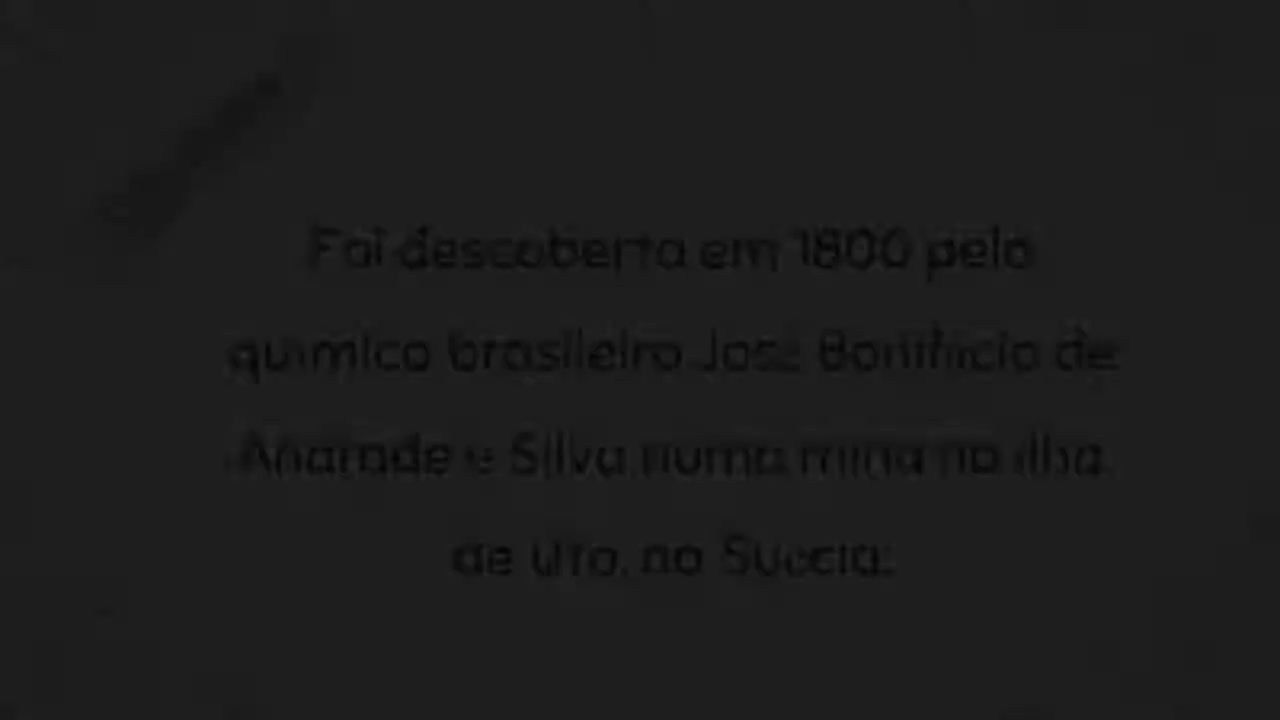 Foi descoberta em 1800 pelo
químico brasileiro José Bonifácio de
Andrade e Silva numa mina na ilha
de Uto, na Suécia.